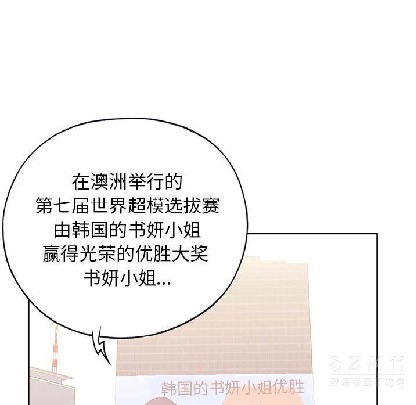 在澳洲举行的
第七届世界超模选拔赛
由韩国的书妍小姐
赢得光荣的优胜大奖
书妍小姐...
韩国的书妍小姐优胜